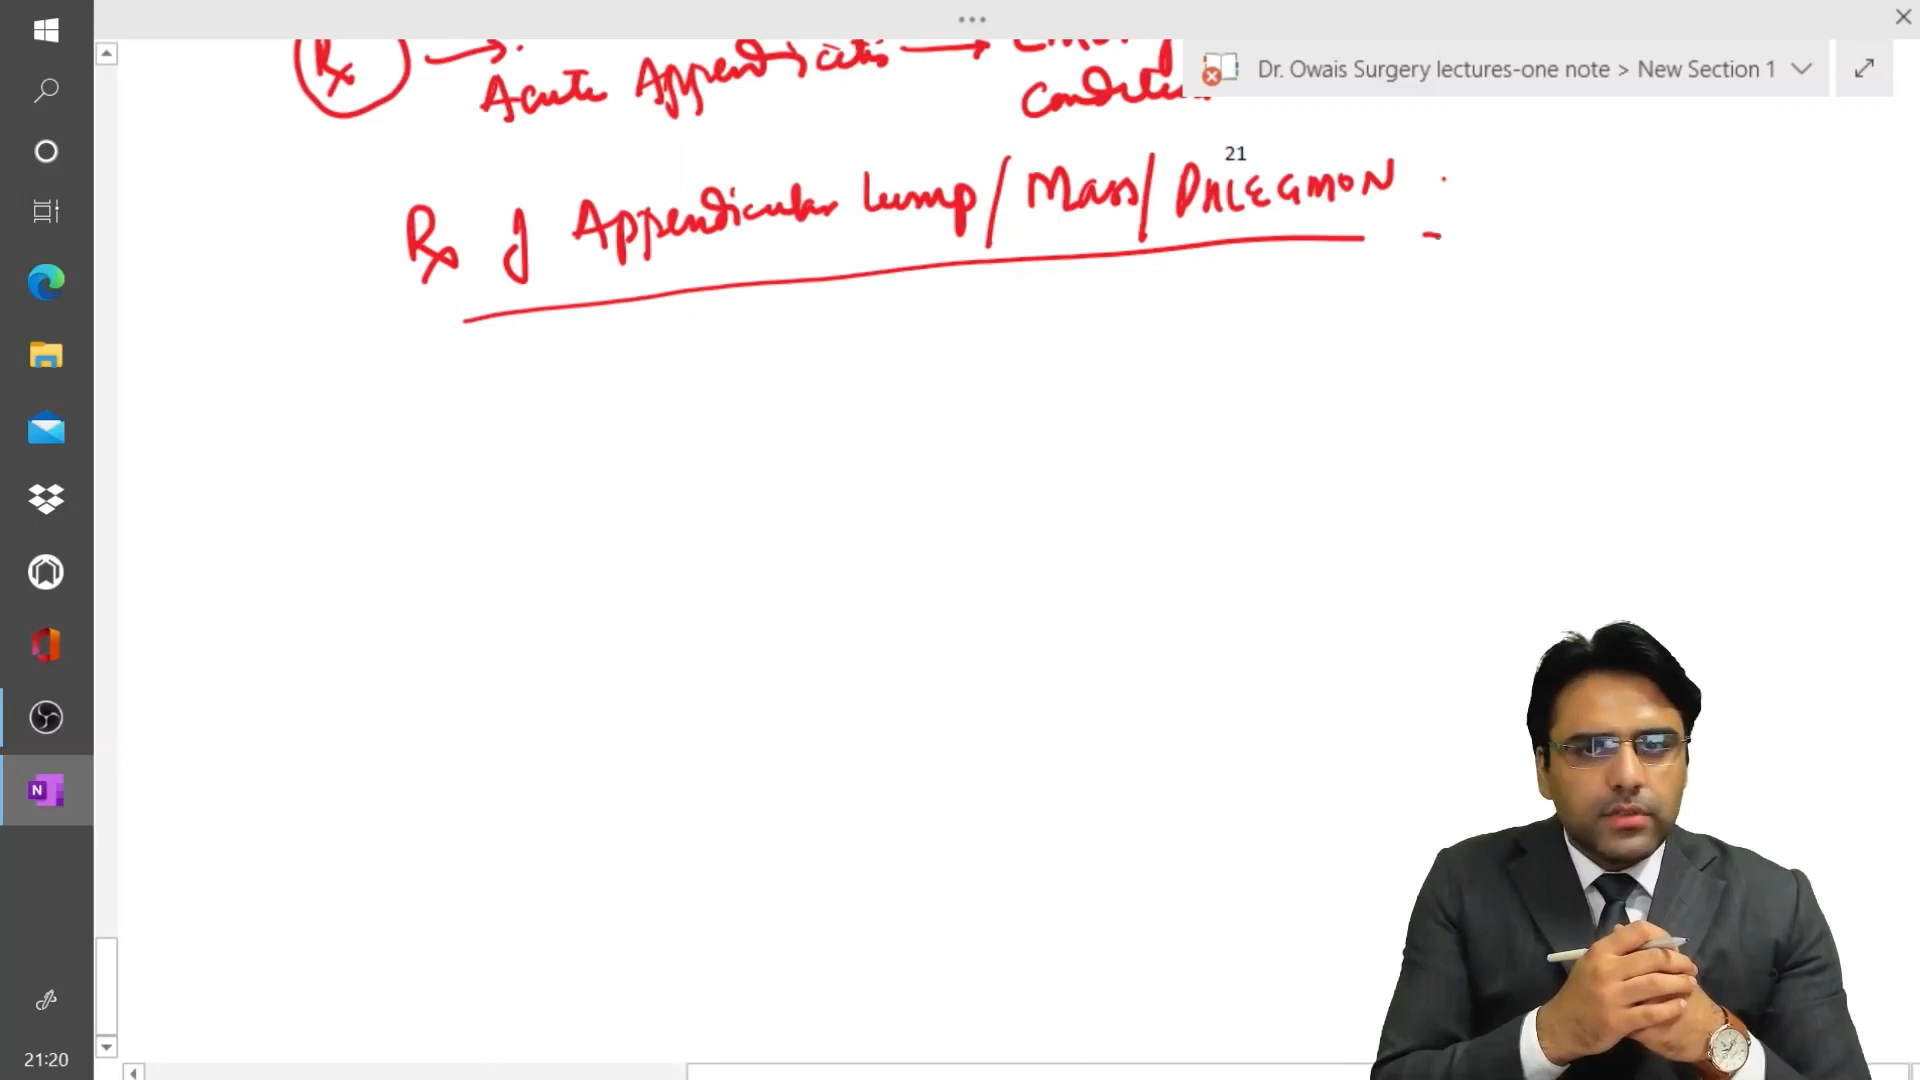 Dr. Owais Surgery lectures-one note > New Section 1
Rx →
Acute Appendicitis →
21
Rx of Appendicular Lump/Mass/PHLEGMON :-
N
21:20